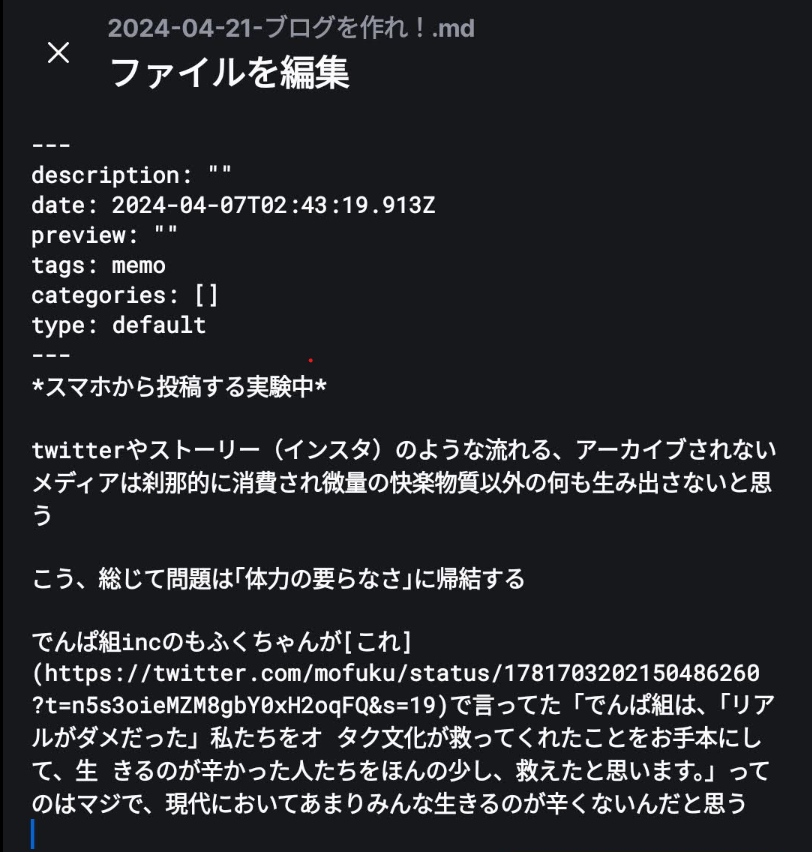 2024-04-21-ブログを作れ！.md
ファイルを編集
---
description: ""
date: 2024-04-07T02:43:19.913Z
preview: ""
tags: memo
categories: []
type: default
---
*スマホから投稿する実験中*
twitterやストーリー（インスタ）のような流れる、アーカイブされない
メディアは刹那的に消費され微量の快楽物質以外の何も生み出さないと思
う
こう、総じて問題は｢体力の要らなさ｣に帰結する
でんぱ組incのもふくちゃんが[これ]
(https://twitter.com/mofuku/status/1781703202150486260
?t=n5s3oieMZM8gbY0xH2oqFQ&s=19)で言ってた「でんぱ組は、「リア
ルがダメだった」私たちをオ タク文化が救ってくれたことをお手本にし
て、生 きるのが辛かった人たちをほんの少し、救えたと思います。」って
のはマジで、現代においてあまりみんな生きるのが辛くないんだと思う